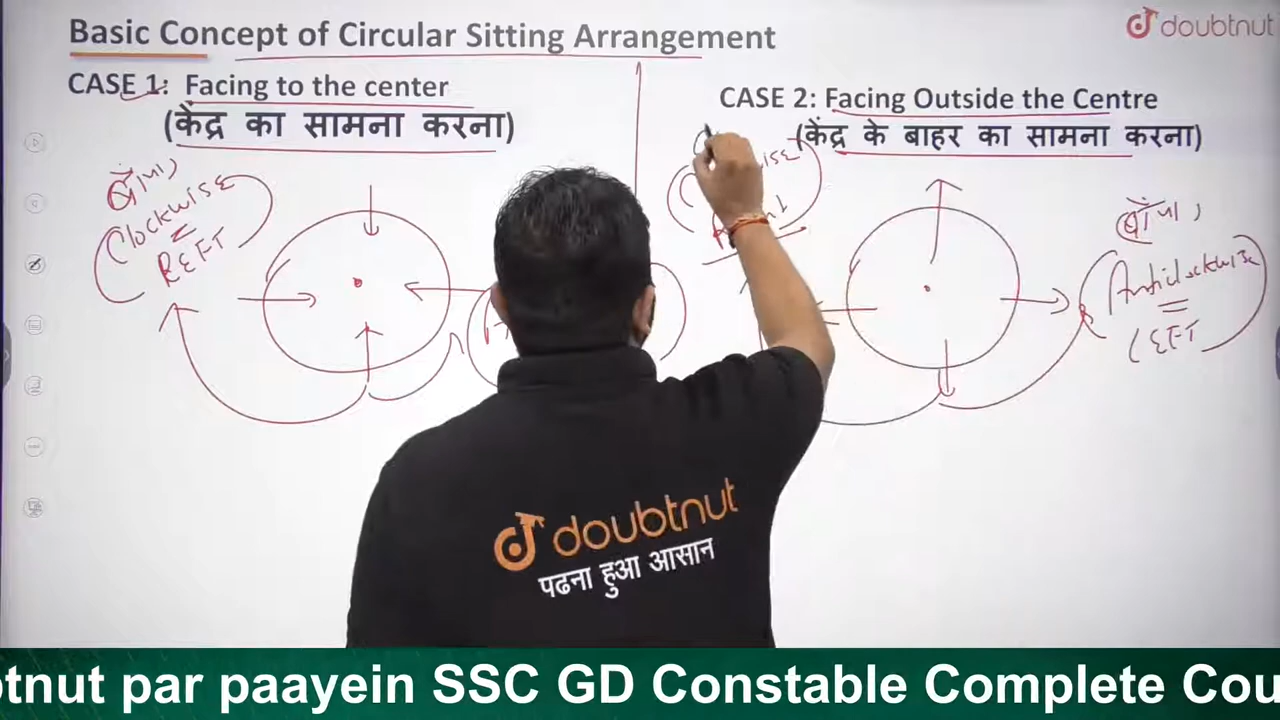 Basic Concept of Circular Sitting Arrangement
doubtnut
CASE 1: Facing to the center
(केंद्र का सामना करना)
CASE 2: Facing Outside the Centre
(केंद्र के बाहर का सामना करना)
बाँया,
Clockwise
=
LEFT
बाँया,
Anticlockwise
=
LEFT
doubtnut
पढना हुआ आसान
otnut par paayein SSC GD Constable Complete Cou